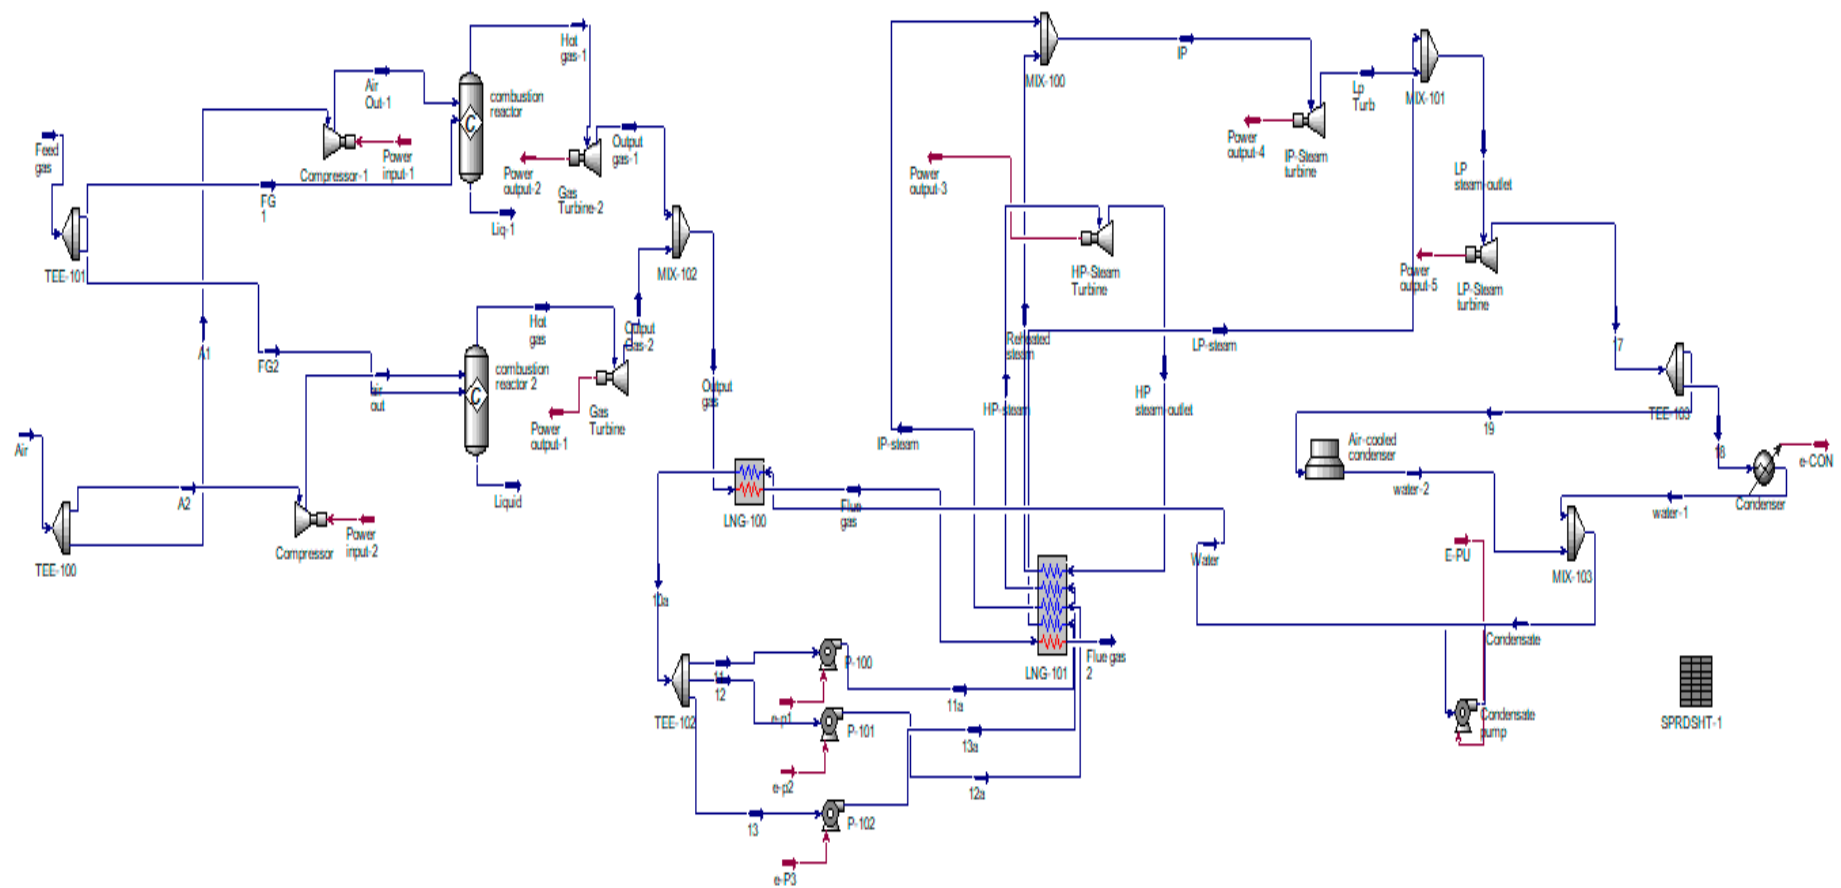 Feed
gas
TEE-101
Air
Out-1
Compressor-1
Power
input-1
FG
1
combustion
reactor
Liq-1
Hot
gas-1
Power
output-2
Gas
Turbine-2
Output
gas-1
MIX-102
A1
FG2
Air
TEE-100
A2
Compressor
Power
input-2
air
out
Hot
gas
combustion
reactor 2
Liquid
Power
output-1
Gas
Turbine
Output
Gas-2
Output
gas
LNG-100
Flue
gas
10a
TEE-102
11
12
13
P-100
e-p1
P-101
e-p2
P-102
e-P3
11a
13a
12a
LNG-101
Flue gas
2
IP-steam
HP-steam
Reheated
steam
LP-steam
HP
steam-outlet
Power
output-3
HP-Steam
Turbine
MIX-100
IP
Power
output-4
IP-Steam
turbine
Lp
Turb
MIX-101
LP
steam-outlet
Power
output-5
LP-Steam
turbine
17
TEE-103
19
18
Air-cooled
condenser
water-2
e-CON
Condenser
water-1
MIX-103
Water
E-PU
Condensate
Condensate
pump
SPRDSHT-1